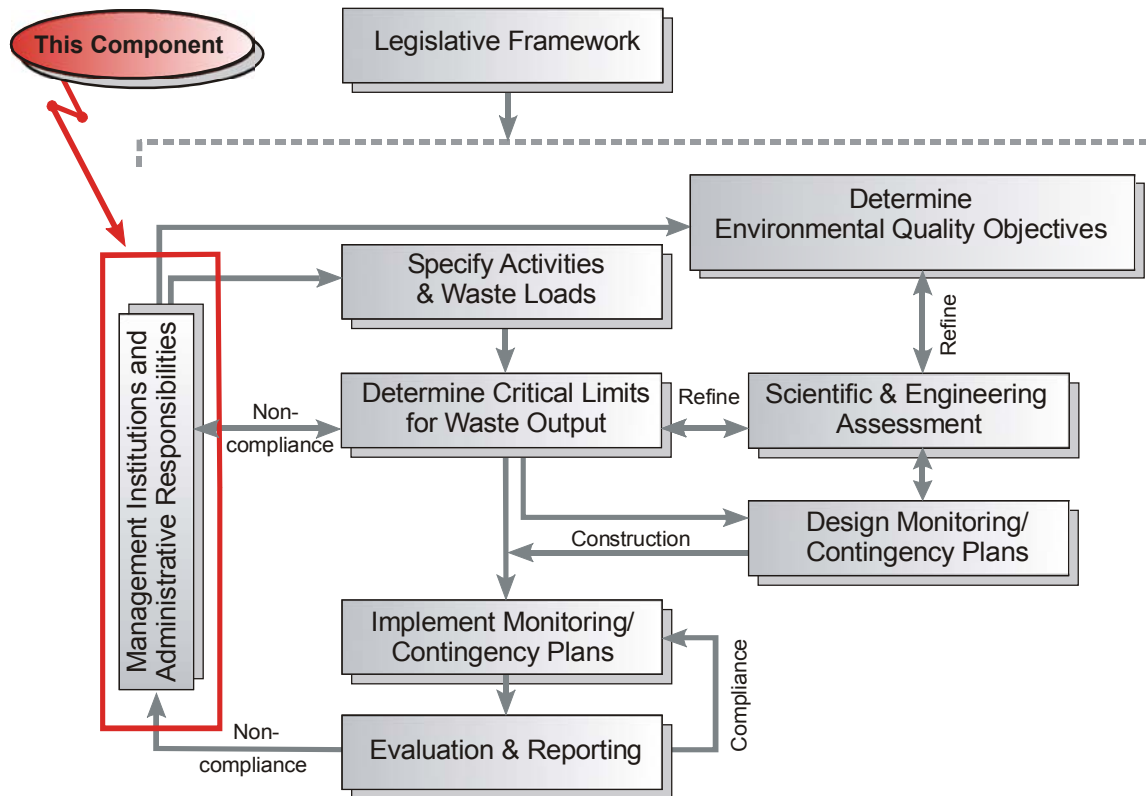 This Component
Legislative Framework
Determine
Environmental Quality Objectives
Specify Activities
& Waste Loads
Refine
Management Institutions and
Administrative Responsibilities
Non-
compliance
Determine Critical Limits
for Waste Output
Refine
Scientific & Engineering
Assessment
Construction
Design Monitoring/
Contingency Plans
Implement Monitoring/
Contingency Plans
Compliance
Non-
compliance
Evaluation & Reporting